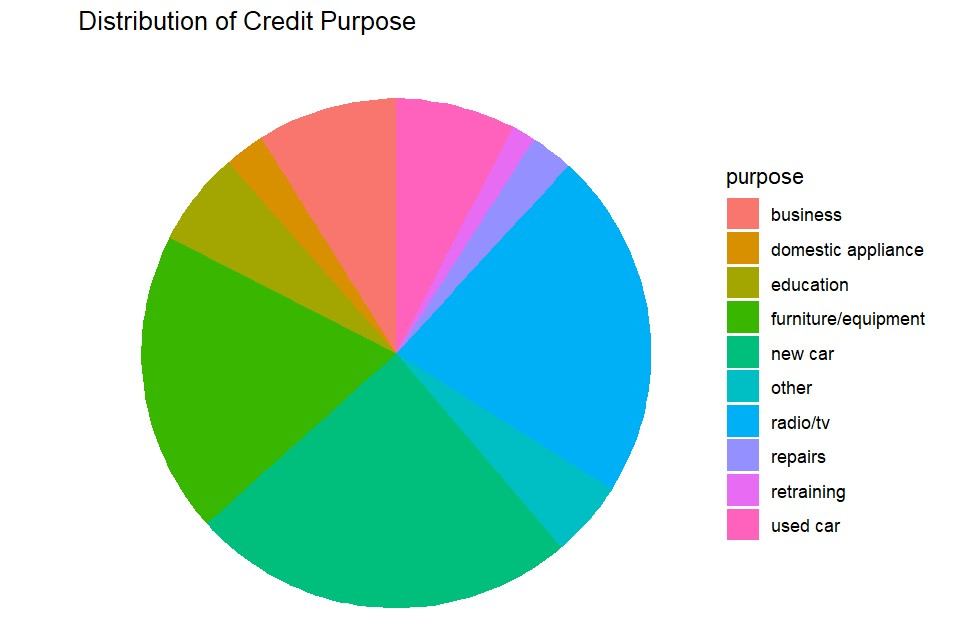 Distribution of Credit Purpose
purpose
business
domestic appliance
education
furniture/equipment
new car
other
radio/tv
repairs
retraining
used car